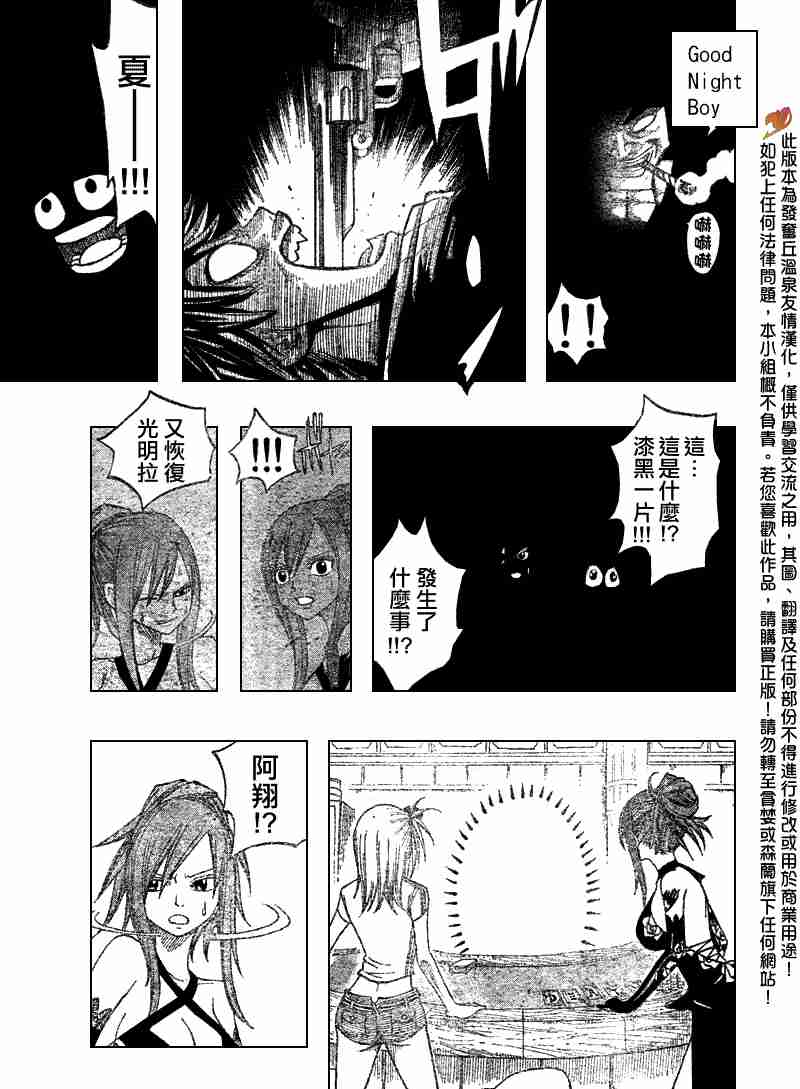 Good
Night
Boy
嚇
嚇
嚇
!!
夏——!!!
這…
這是什麼!?
漆黑一片!!!
發生了
什麼事!!?
!!!
又恢復
光明拉
阿翔!?
此版本為發奮丘溫泉友情漢化，僅供學習交流之用，其圖、翻譯及任何部份不得進行修改或用於商業用途！
如犯上任何法律問題，本小組概不負責。若您喜歡此作品，請購買正版！請勿轉至貪婪或森蘭旗下任何網站！